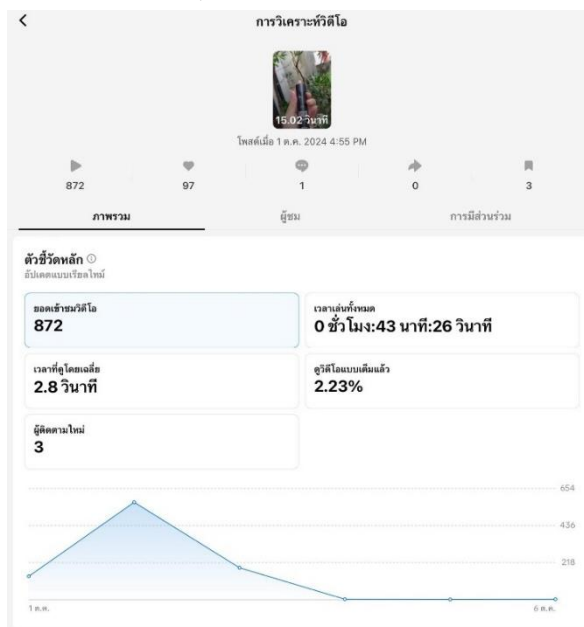 การวิเคราะห์วิดีโอ
15.02 วินาที
โพสต์เมื่อ 1 ต.ค. 2024 4:55 PM
872 97 1 0 3
ภาพรวม ผู้ชม การมีส่วนร่วม
ตัวชี้วัดหลัก
อัปเดตแบบเรียลไทม์
ยอดเข้าชมวิดีโอ
872
เวลาเล่นทั้งหมด
0 ชั่วโมง:43 นาที:26 วินาที
เวลาที่ดูโดยเฉลี่ย
2.8 วินาที
ดูวิดีโอแบบเต็มแล้ว
2.23%
ผู้ติดตามใหม่
3
654
436
218
1 ต.ค. 6 ต.ค.